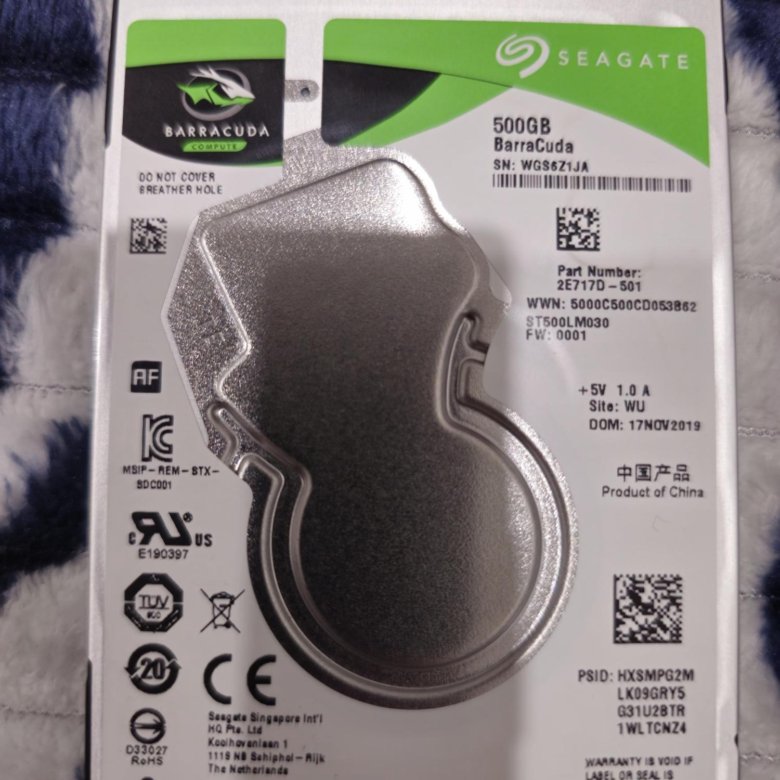 SEAGATE
BARRACUDA
COMPUTE
500GB
BarraCuda
SN: WGS6Z1JA
DO NOT COVER
BREATHER HOLE
Part Number:
2E717D-501
WWN: 5000C500CD053B62
ST500LM030
FW: 0001
AF
+5V 1.0 A
Site: WU
DOM: 17NOV2019
MSIP-REM-STX-
SDC001
中国产品
Product of China
c RU® US
E190397
TUV
20
CE
PSID: HXSMPG2M
LK09GRY5
G31U2BTR
1WLTCNZ4
Seagate Singapore Int'l
HQ Pte. Ltd
Koolhovenlaan 1
1119 NB Schiphol-Rijk
The Netherlands
D33027
RoHS
WARRANTY IS VOID IF
LABEL OR SEAL IS